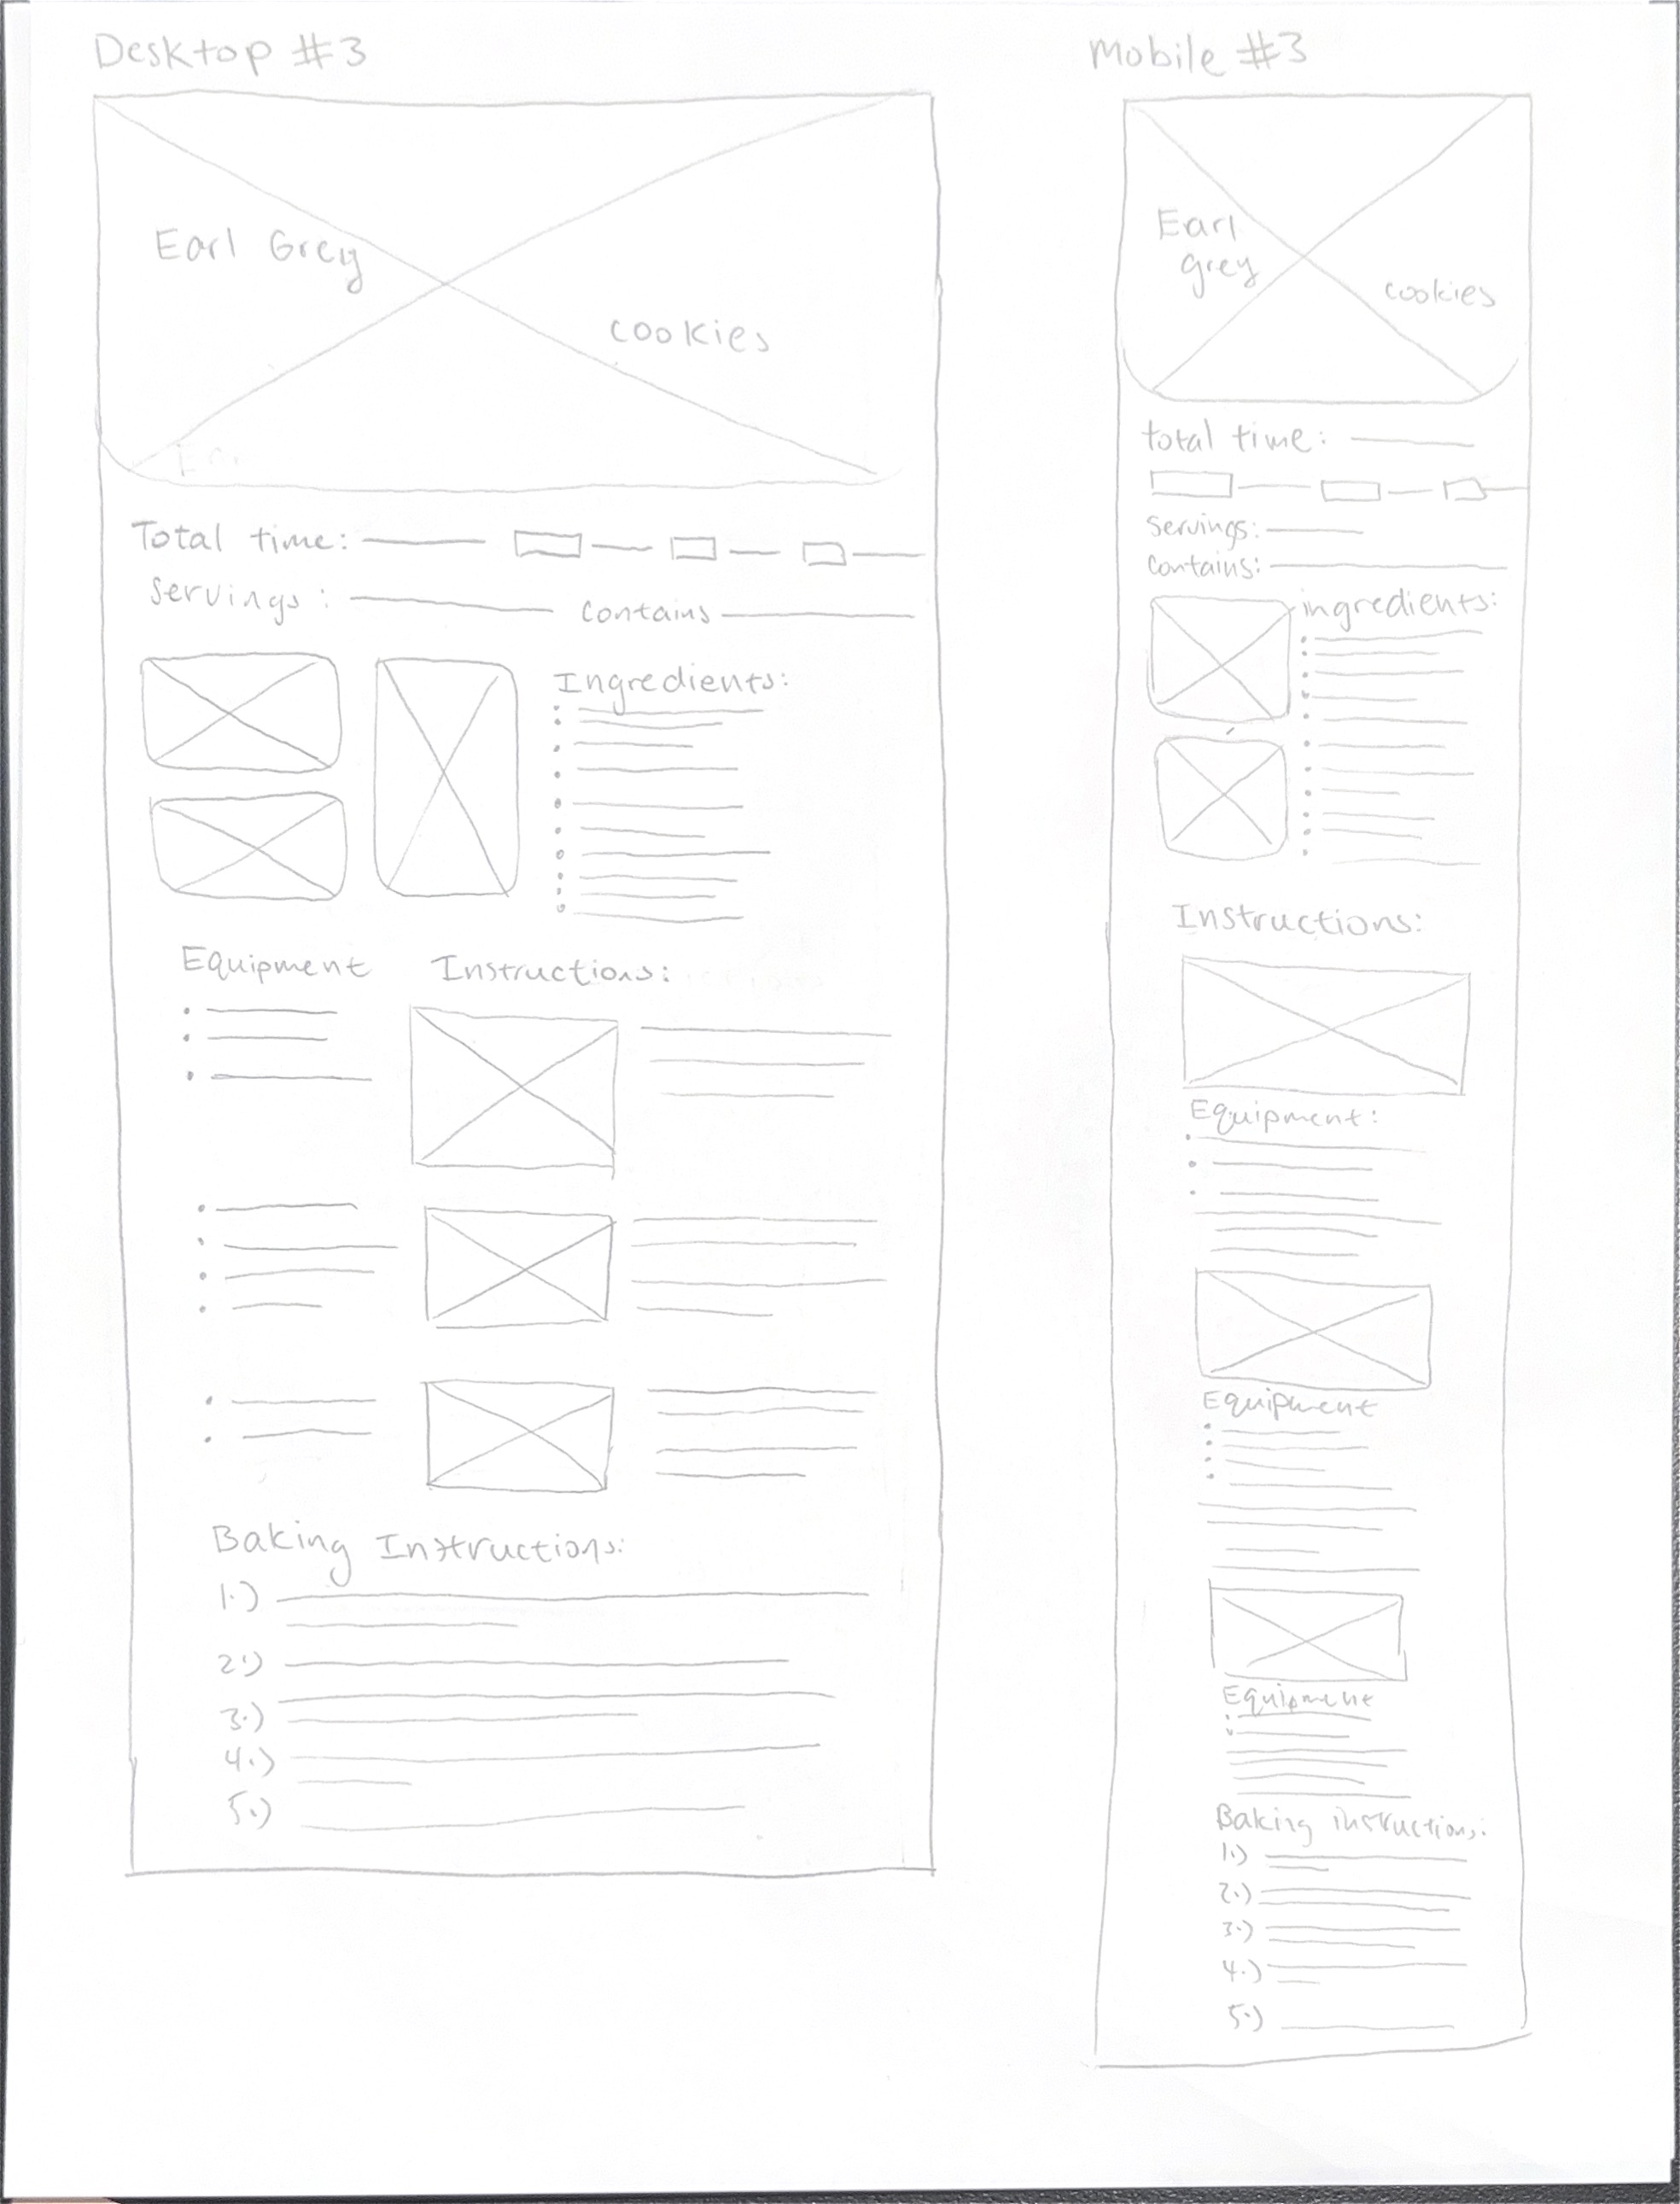 Desktop #3
Earl Grey
cookies
Total time:
Servings:
Contains
Ingredients:
Equipment
Instructions:
Baking Instructions:
1.)
2.)
3.)
4.)
5.)
Mobile #3
Earl
grey
cookies
total time:
Servings:
Contains:
ingredients:
Instructions:
Equipment:
Equipment
Equipment
Baking instructions:
1.)
2.)
3.)
4.)
5.)